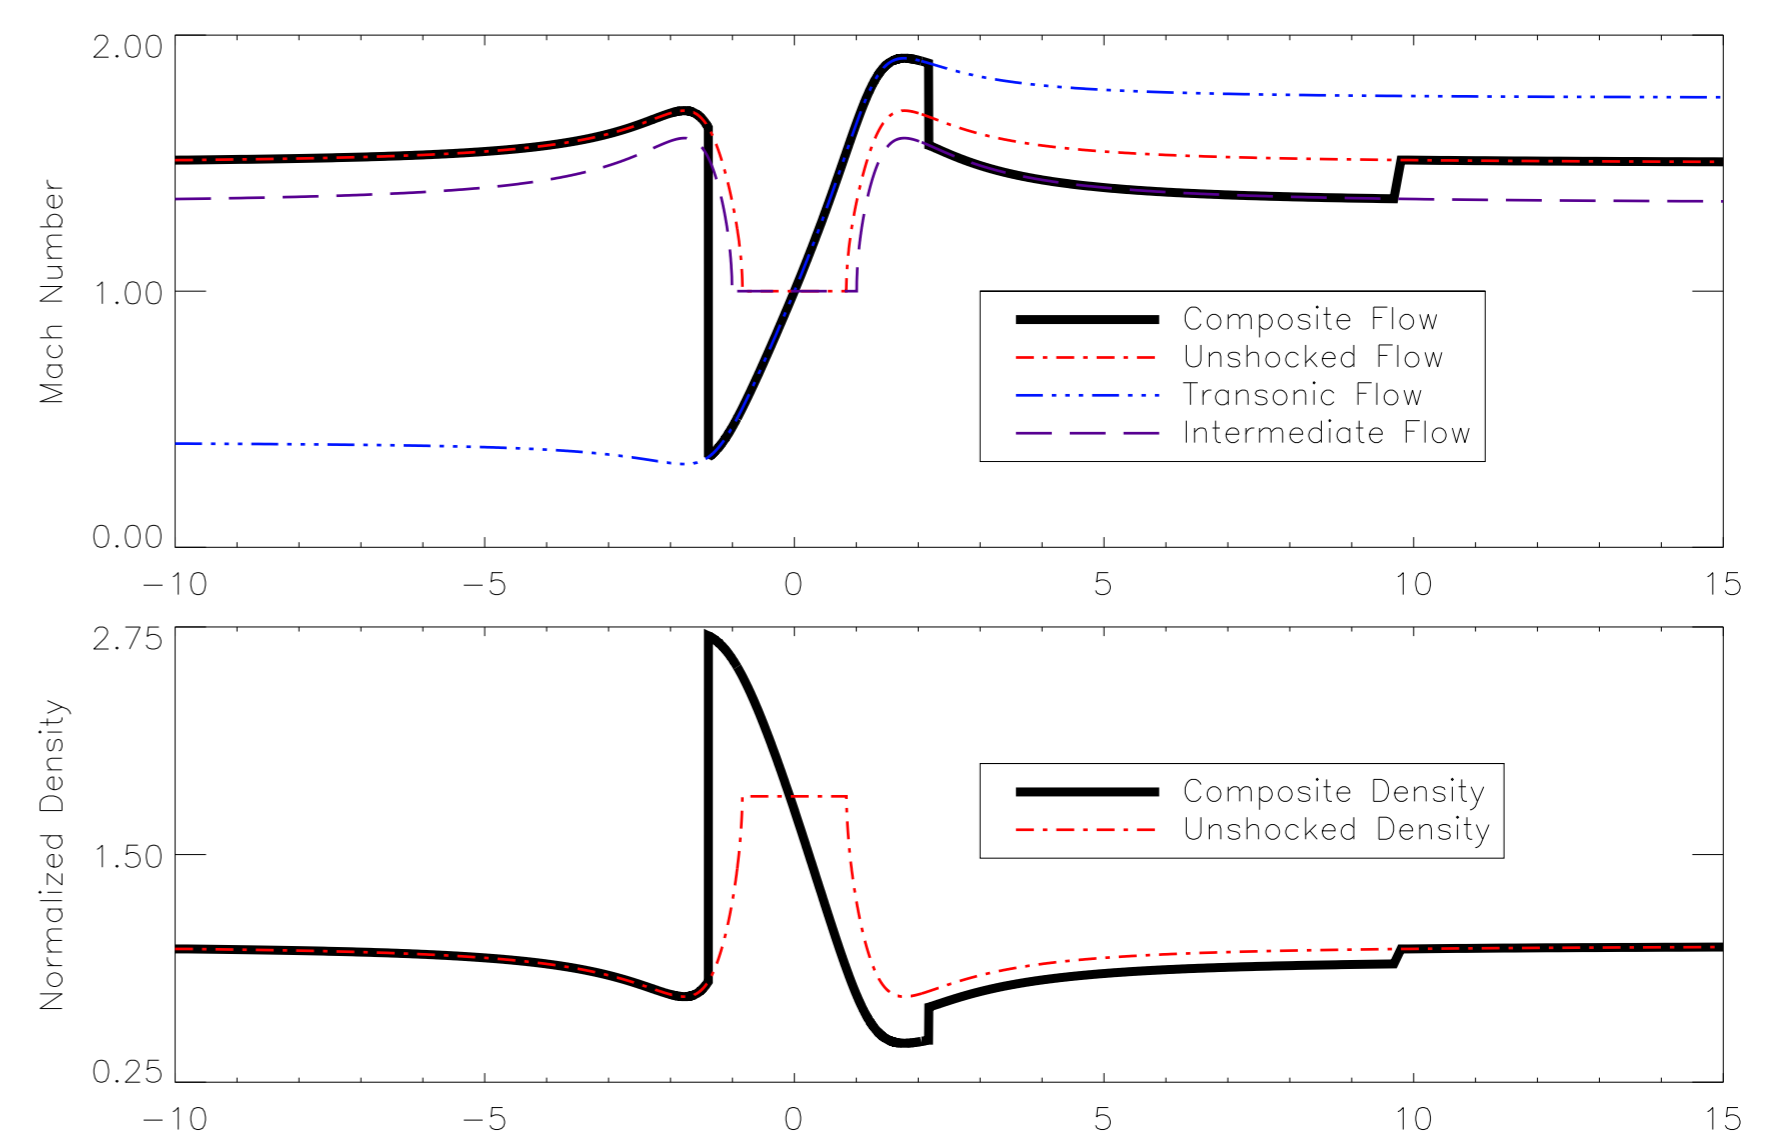 2.00
1.00
0.00
Mach Number
Composite Flow
Unshocked Flow
Transonic Flow
Intermediate Flow
−10 −5 0 5 10 15
2.75
1.50
0.25
Normalized Density
Composite Density
Unshocked Density
−10 −5 0 5 10 15